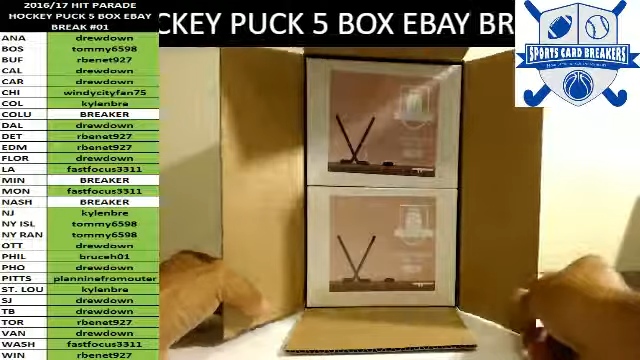 2016/17 HIT PARADE
HOCKEY PUCK 5 BOX EBAY
BREAK #01
CKEY PUCK 5 BOX EBAY BR
SPORTS CARD BREAKERS
ANA drewdown
BOS tommy6598
BUF rbenet927
CAL drewdown
CAR drewdown
CHI windycityfan75
COL kylenbre
COLU BREAKER
DAL drewdown
DET rbenet927
EDM rbenet927
FLOR drewdown
LA fastfocus3311
MIN BREAKER
MON fastfocus3311
NASH BREAKER
NJ kylenbre
NY ISL tommy6598
NY RAN tommy6598
OTT drewdown
PHIL bruceh01
PHO drewdown
PITTS planninefromouter
ST. LOU kylenbre
SJ drewdown
TB drewdown
TOR rbenet927
VAN drewdown
WASH fastfocus3311
WIN rbenet927